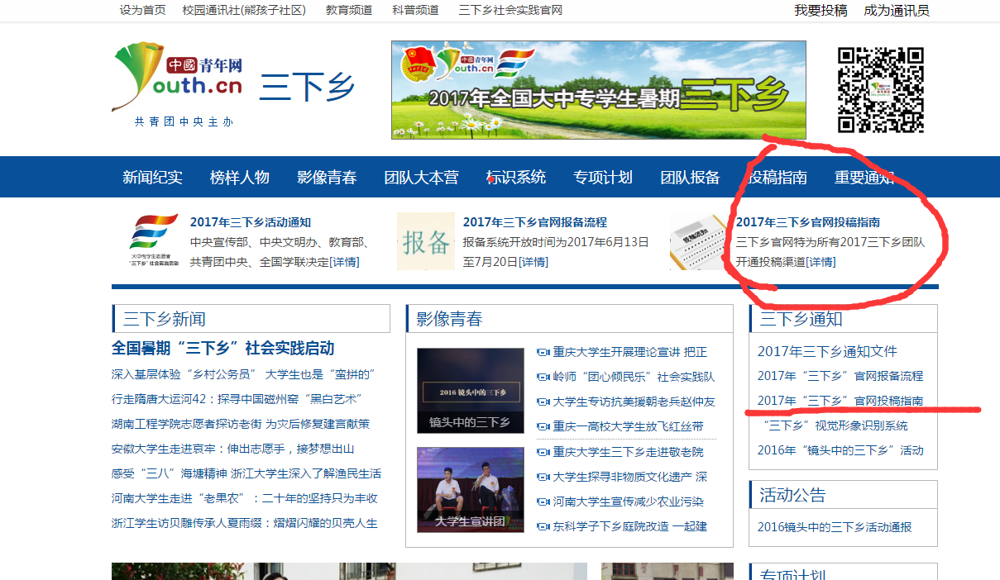 设为首页 校园通讯社(熊孩子社区) 教育频道 科普频道 三下乡社会实践官网 我要投稿 成为通讯员
中國青年网
outh.cn
三下乡
共青团中央主办
中國青年网
outh.cn
2017年全国大中专学生暑期三下乡
新闻纪实 榜样人物 影像青春 团队大本营 标识系统 专项计划 团队报备 投稿指南 重要通知
大中专学生志愿者
“三下乡”社会实践活动
2017年三下乡活动通知
中央宣传部、中央文明办、教育部、
共青团中央、全国学联决定[详情]
报备
2017年三下乡官网报备流程
报备系统开放时间为2017年6月13日
至7月20日[详情]
投稿须知
2017年三下乡官网投稿指南
三下乡官网特为所有2017三下乡团队
开通投稿渠道[详情]
三下乡新闻
全国暑期“三下乡”社会实践启动
深入基层体验“乡村公务员” 大学生也是“蛮拼的”
行走隋唐大运河42：探寻中国磁州窑“黑白艺术”
湖南工程学院志愿者探访老街 为灾后修复建言献策
安徽大学生走进哀牢：伸出志愿手，接梦想出山
感受“三八”海塘精神 浙江大学生深入了解渔民生活
河南大学生走进“老果农”：二十年的坚持只为丰收
浙江学生访贝雕传承人夏雨缀：熠熠闪耀的贝壳人生
影像青春
2016 镜头中的三下乡
镜头中的三下乡
大学生宣讲团
重庆大学生开展理论宣讲 把正
岭师“团心倾民乐”社会实践队
大学生专访抗美援朝老兵赵仲友
重庆一高校大学生放飞红丝带
重庆大学生三下乡走进敬老院
大学生探寻非物质文化遗产 深
河南大学生宣传减少农业污染
东科学子下乡庭院改造 一起建
三下乡通知
2017年三下乡通知文件
2017年“三下乡”官网报备流程
2017年“三下乡”官网投稿指南
“三下乡”视觉形象识别系统
2016年“镜头中的三下乡”活动
活动公告
2016镜头中的三下乡活动通报
专项计划